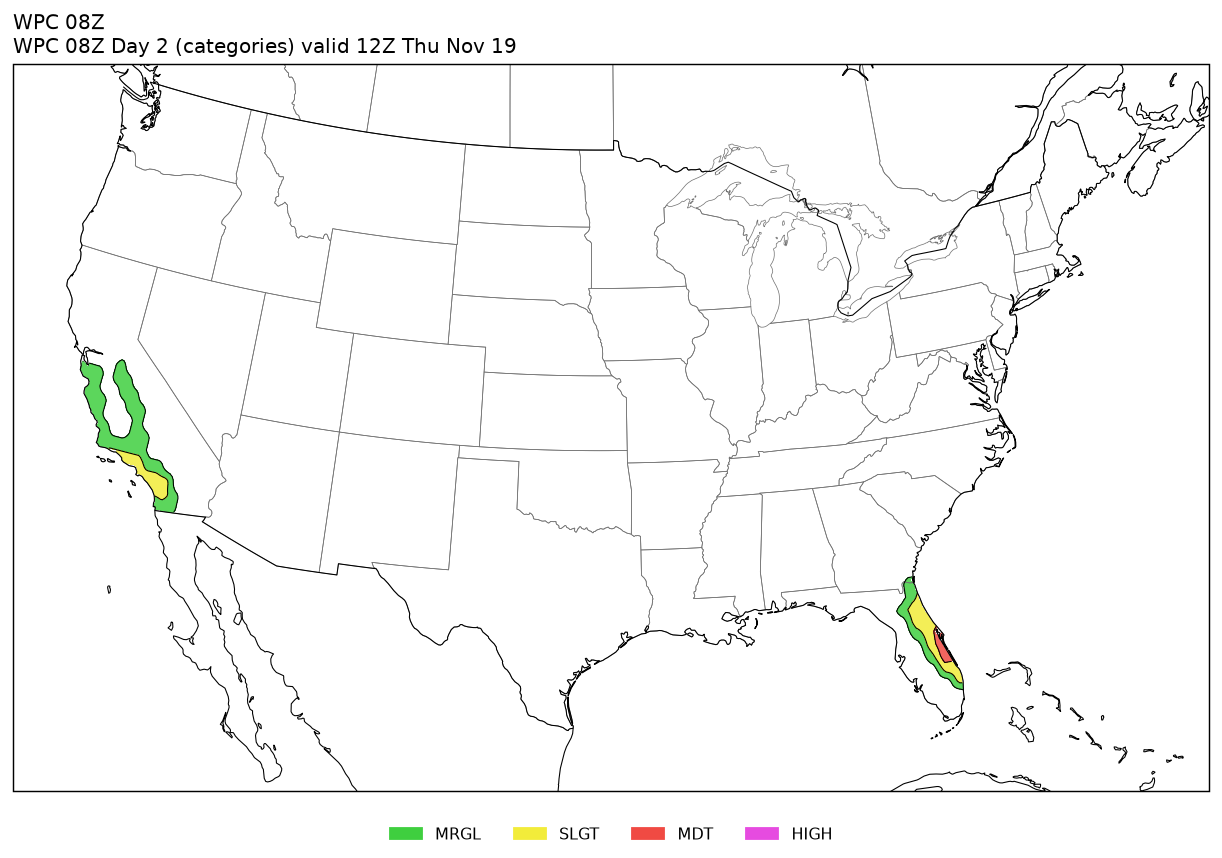 WPC 08Z
WPC 08Z Day 2 (categories) valid 12Z Thu Nov 19
MRGL SLGT MDT HIGH